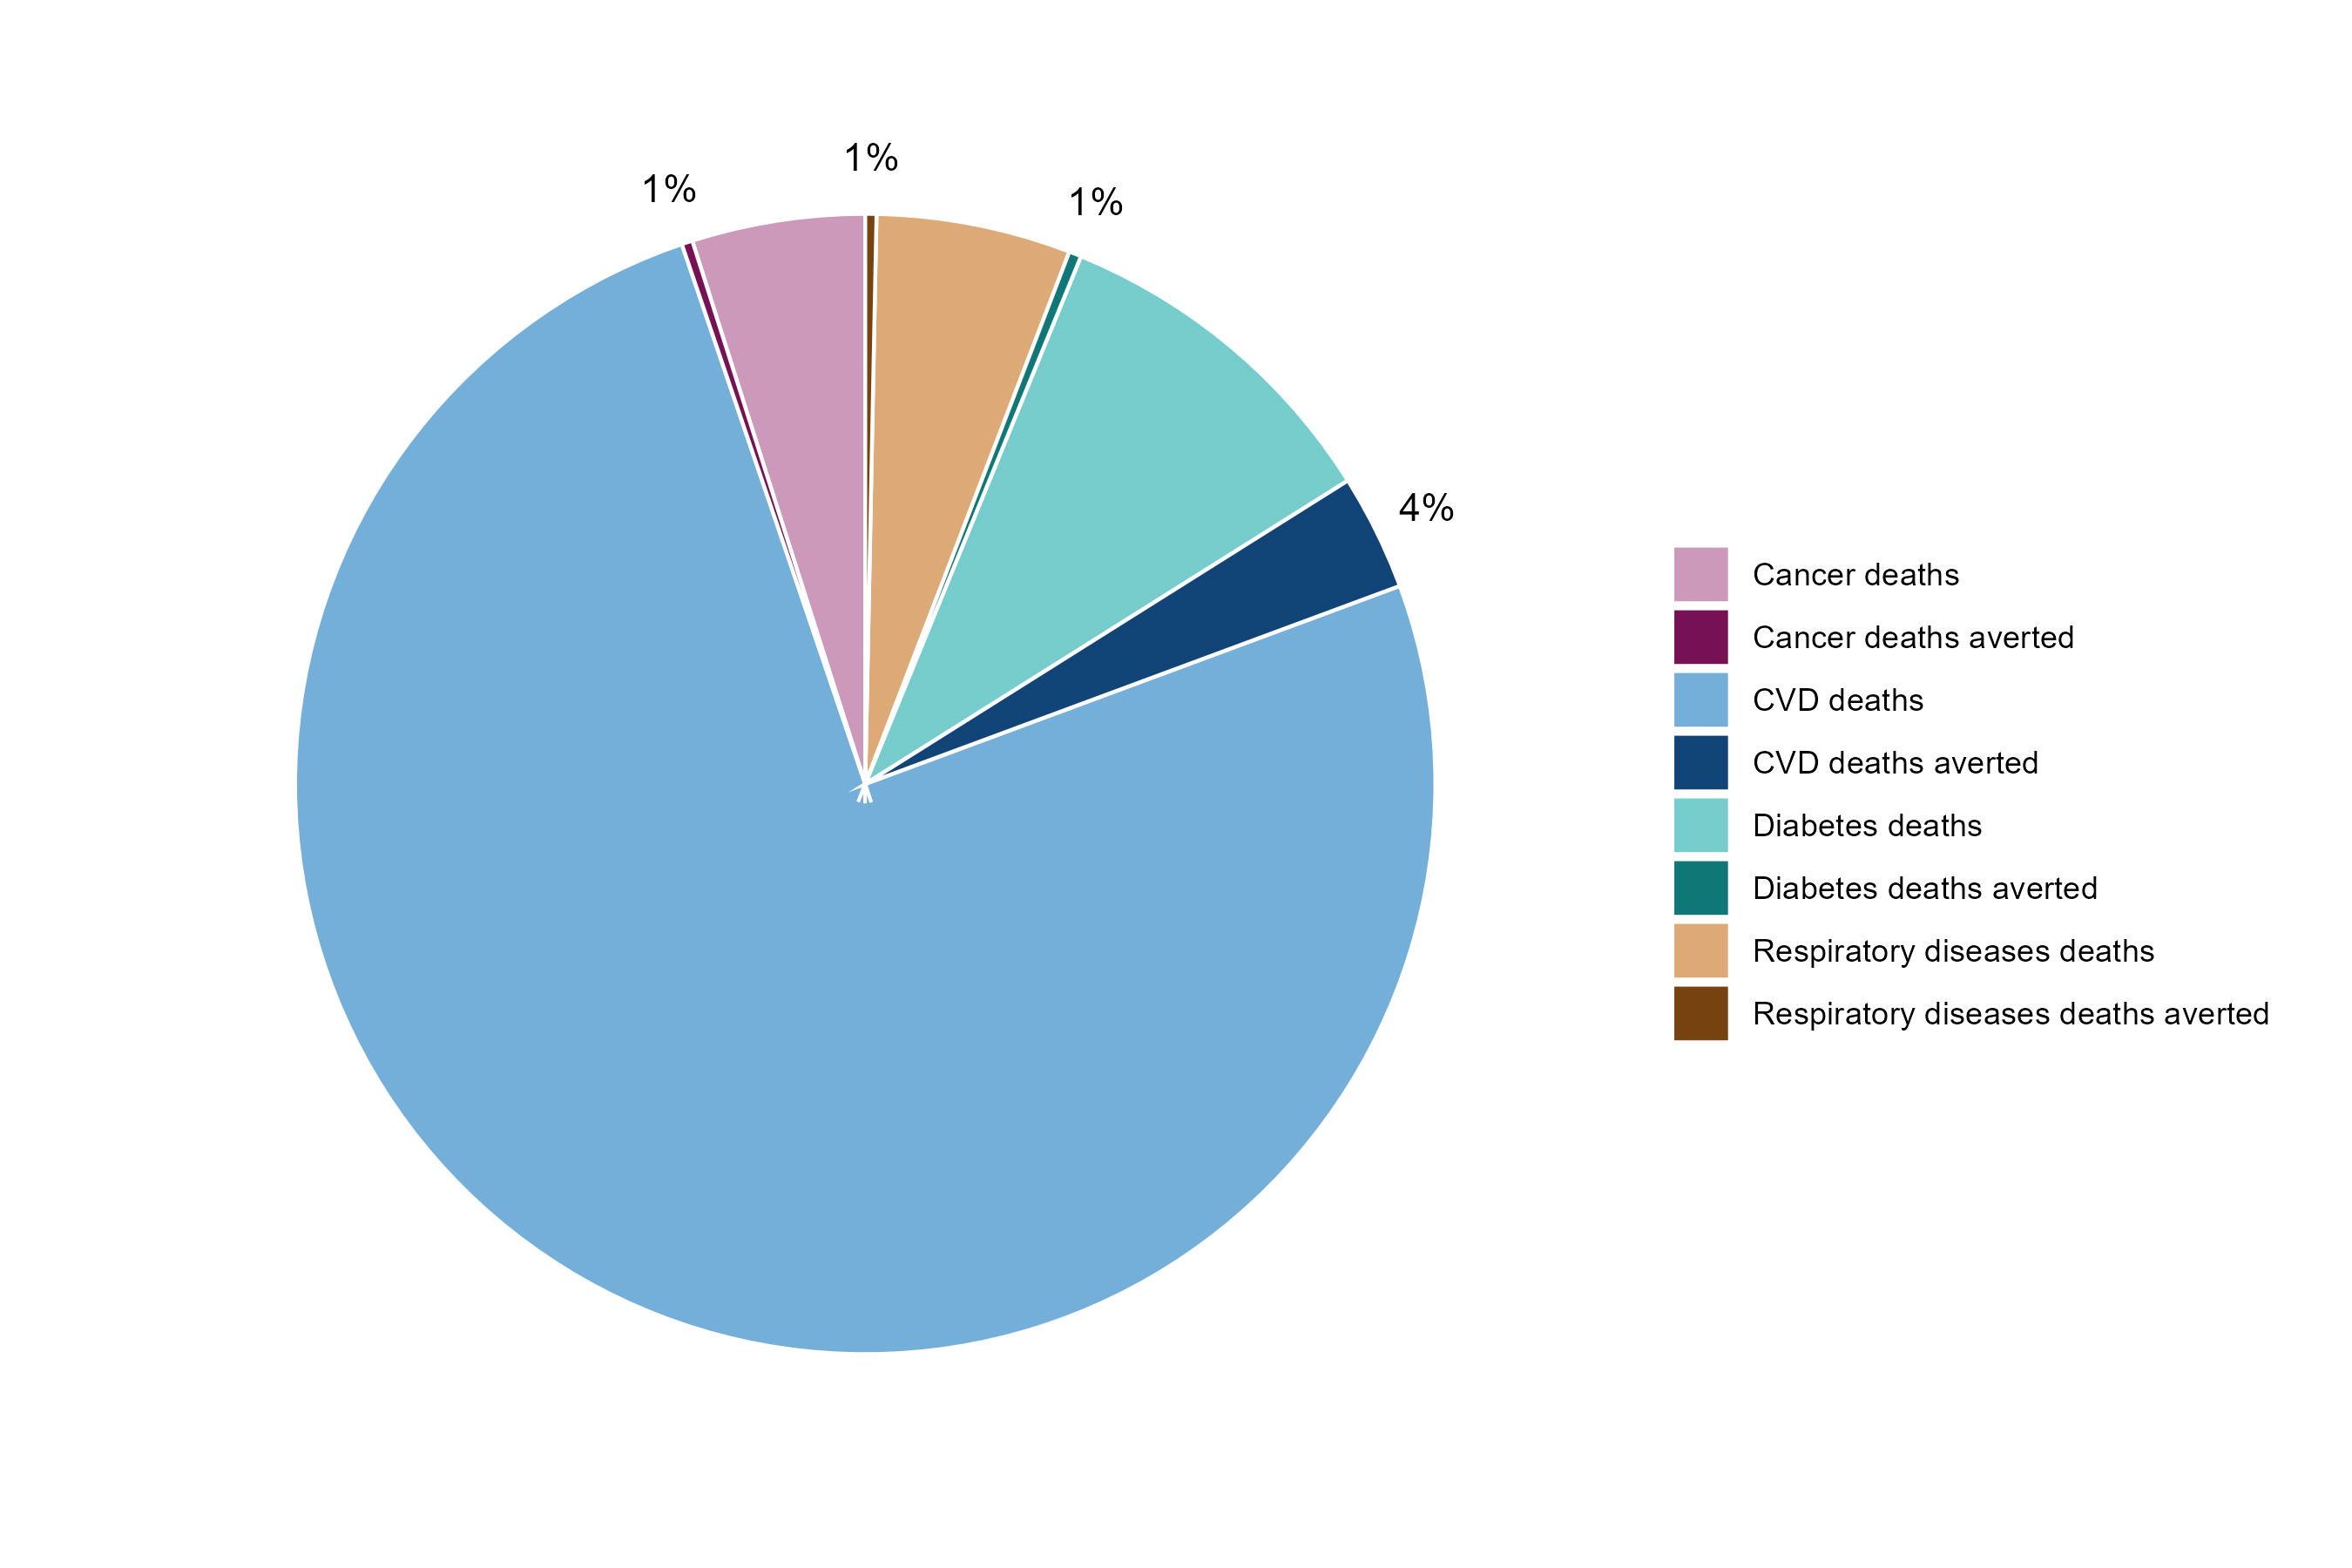 1%
1%
1%
4%
Cancer deaths
Cancer deaths averted
CVD deaths
CVD deaths averted
Diabetes deaths
Diabetes deaths averted
Respiratory diseases deaths
Respiratory diseases deaths averted